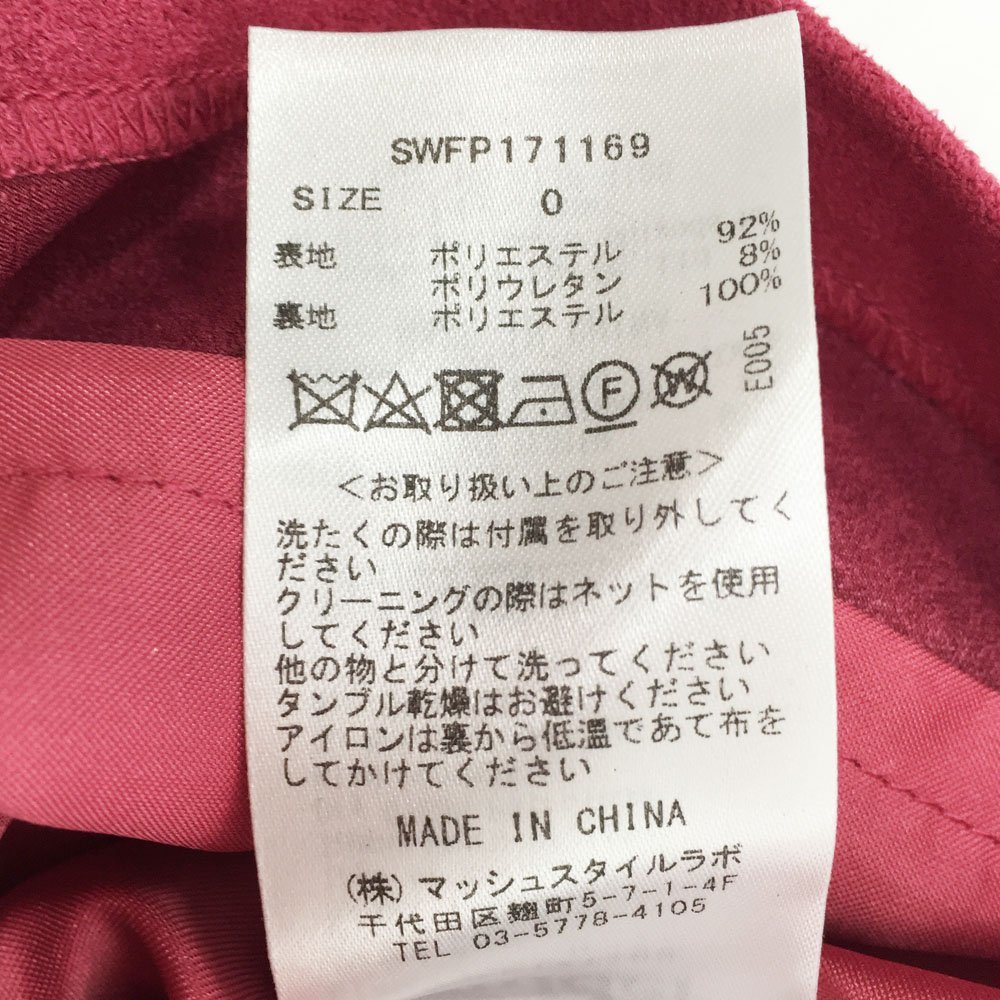 SWFP171169
SIZE 0
表地 ポリエステル 92%
ポリウレタン 8%
裏地 ポリエステル 100%
E005
F
W
<お取り扱い上のご注意>
洗たくの際は付属を取り外してく
ださい
クリーニングの際はネットを使用
してください
他の物と分けて洗ってください
タンブル乾燥はお避けください
アイロンは裏から低温であて布を
してかけてください
MADE IN CHINA
(株)マッシュスタイルラボ
千代田区麹町5-7-1-4F
TEL 03-5778-4105